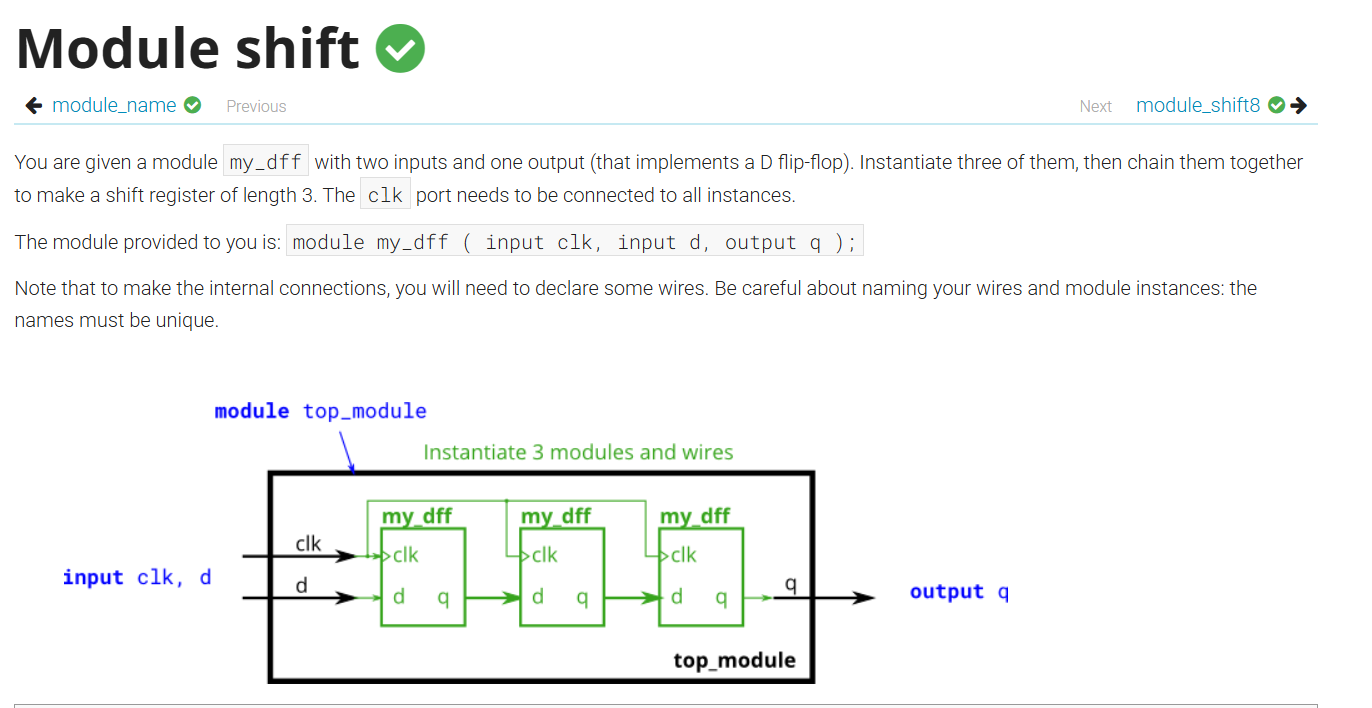 Module shift
module_name Previous
Next module_shift8
You are given a module my_dff with two inputs and one output (that implements a D flip-flop). Instantiate three of them, then chain them together
to make a shift register of length 3. The clk port needs to be connected to all instances.
The module provided to you is: module my_dff ( input clk, input d, output q );
Note that to make the internal connections, you will need to declare some wires. Be careful about naming your wires and module instances: the
names must be unique.
module top_module
Instantiate 3 modules and wires
my_dff my_dff my_dff
clk clk clk clk
input clk, d
d d q d q d q q
output q
top_module